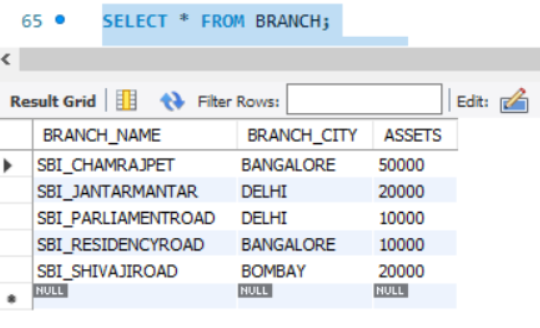 65 SELECT * FROM BRANCH;
Result Grid Filter Rows: Edit:
BRANCH_NAME BRANCH_CITY ASSETS
SBI_CHAMRAJPET BANGALORE 50000
SBI_JANTARMANTAR DELHI 20000
SBI_PARLIAMENTROAD DELHI 10000
SBI_RESIDENCYROAD BANGALORE 10000
SBI_SHIVAJIROAD BOMBAY 20000
NULL NULL NULL